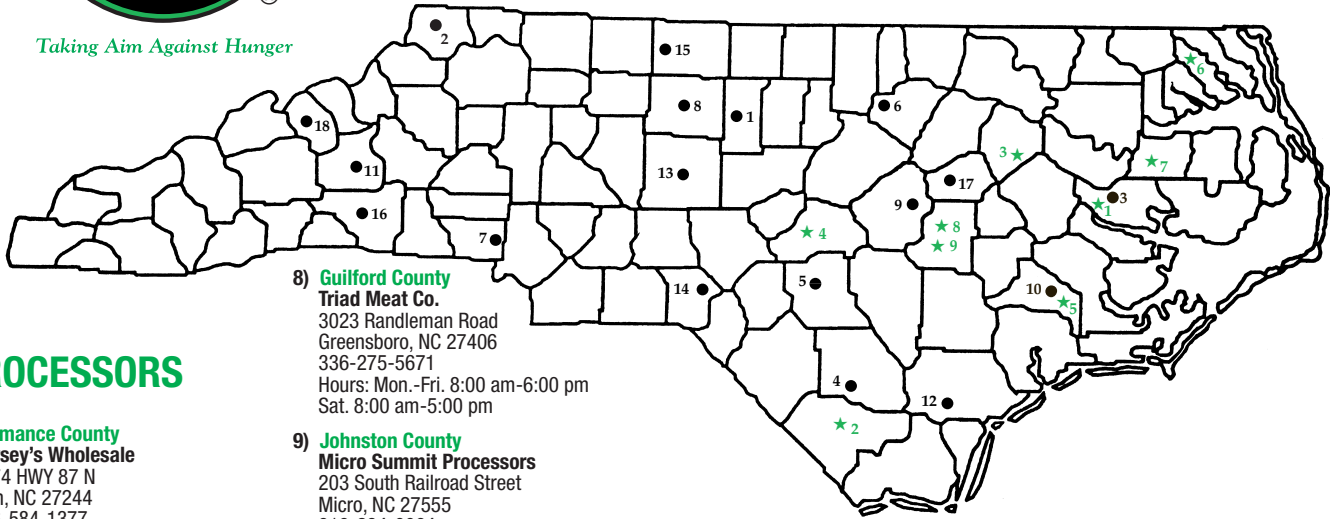 ®
Taking Aim Against Hunger
2
15
6
8
1
6
18
3
7
11
13
17
3
9
1
16
8
4
9
7
14
5
10
5
4
12
2
8) Guilford County
Triad Meat Co.
3023 Randleman Road
Greensboro, NC 27406
336-275-5671
Hours: Mon.-Fri. 8:00 am-6:00 pm
Sat. 8:00 am-5:00 pm
9) Johnston County
Micro Summit Processors
203 South Railroad Street
Micro, NC 27555
OCESSORS
mance County
sey's Wholesale
4 HWY 87 N
, NC 27244
584-1377